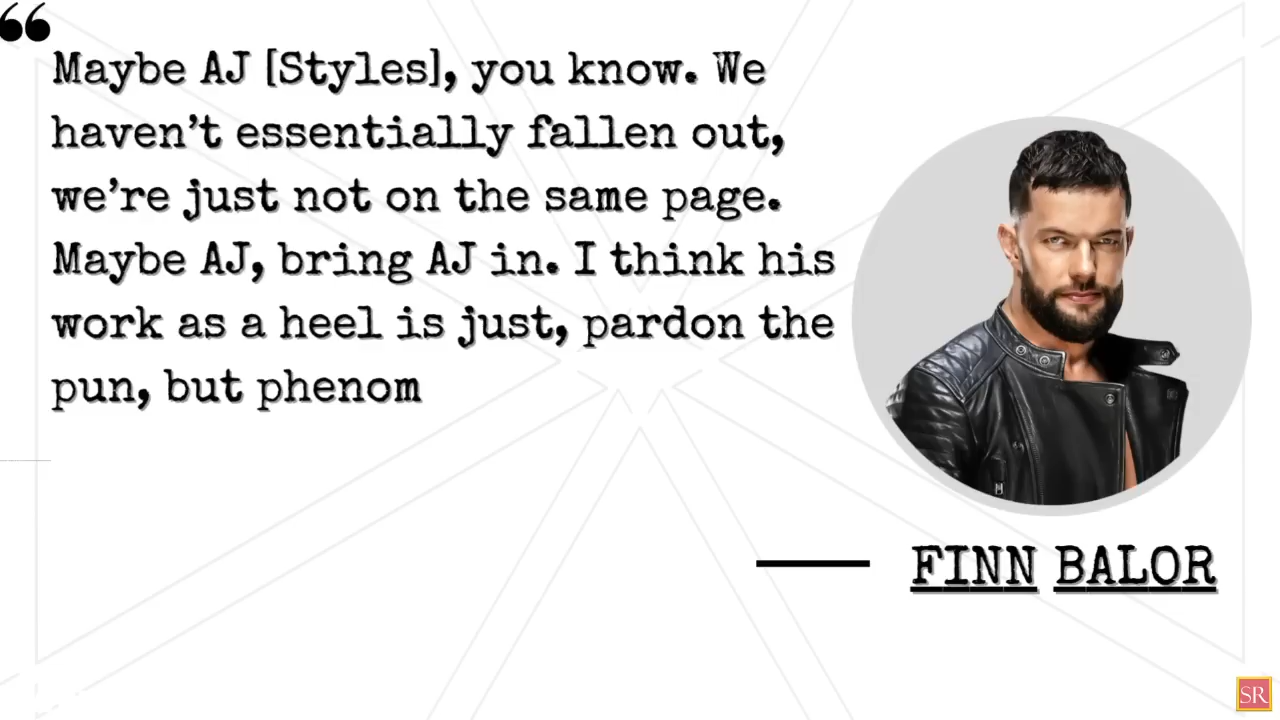 “
Maybe AJ [Styles], you know. We
haven’t essentially fallen out,
we’re just not on the same page.
Maybe AJ, bring AJ in. I think his
work as a heel is just, pardon the
pun, but phenom
FINN BALOR
SR